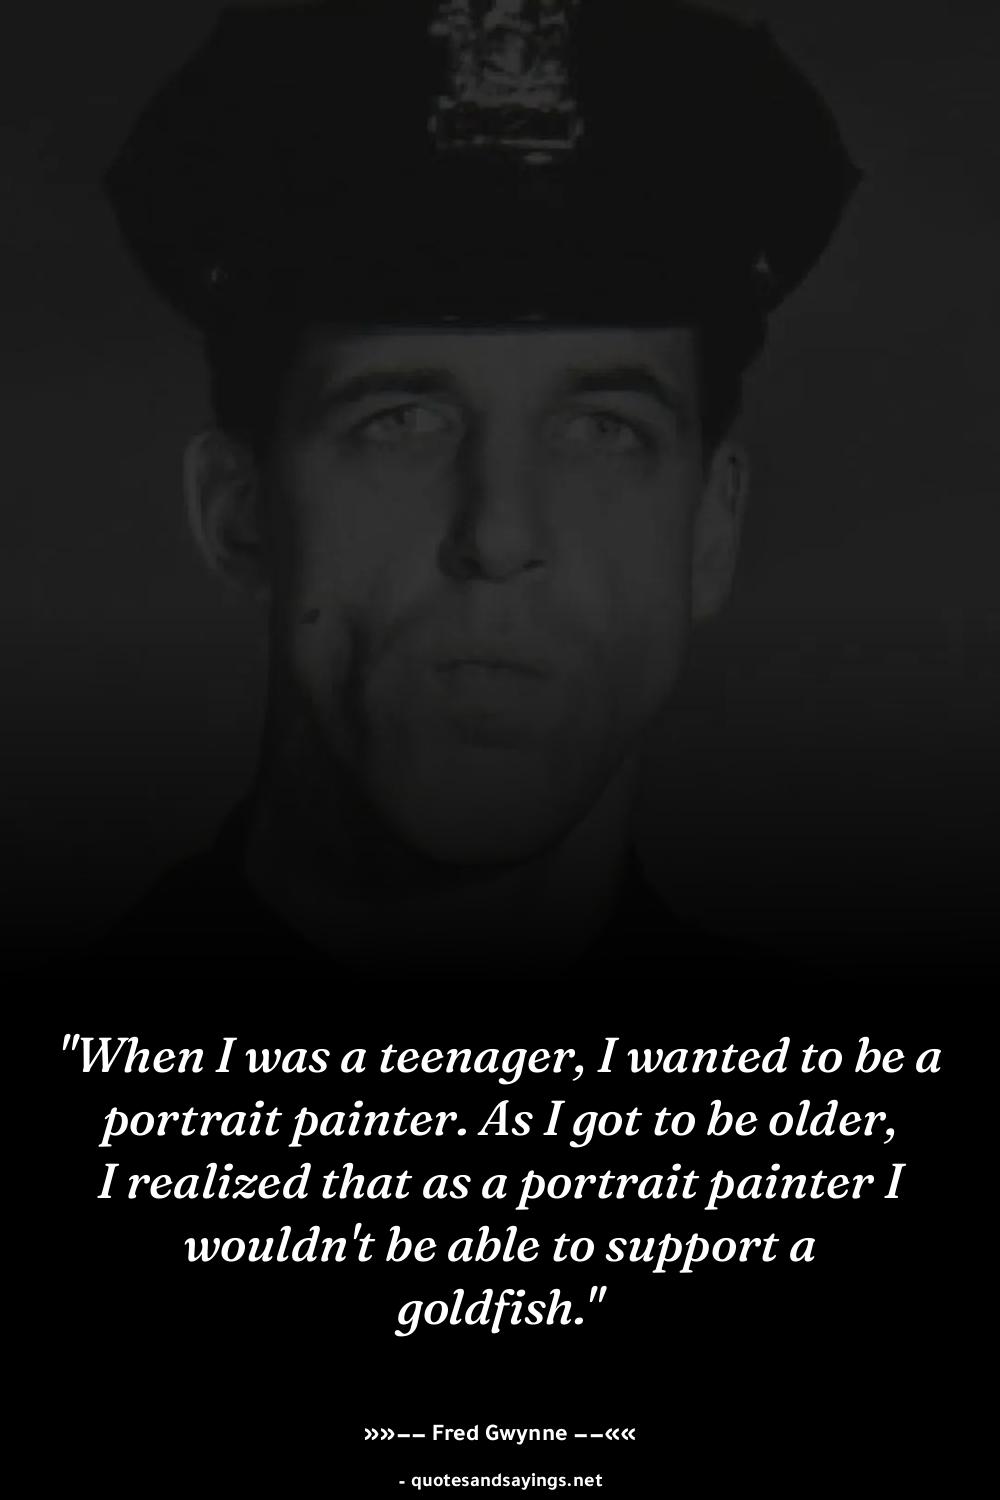 "When I was a teenager, I wanted to be a
portrait painter. As I got to be older,
I realized that as a portrait painter I
wouldn't be able to support a
goldfish."
»»–– Fred Gwynne ––««
- quotesandsayings.net